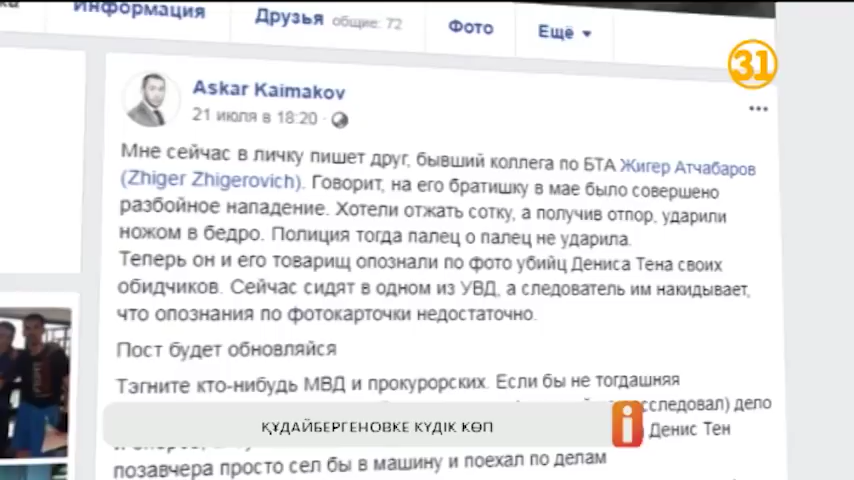 Информация
Друзья общие: 72
Фото
Ещё
31
Askar Kaimakov
21 июля в 18:20
Мне сейчас в личку пишет друг, бывший коллега по БТА Жигер Атчабаров
(Zhiger Zhigerovich). Говорит, на его братишку в мае было совершено
разбойное нападение. Хотели отжать сотку, а получив отпор, ударили
ножом в бедро. Полиция тогда палец о палец не ударила.
Теперь он и его товарищ опознали по фото убийц Дениса Тена своих
обидчиков. Сейчас сидят в одном из УВД, а следователь им накидывает,
что опознания по фотокарточки недостаточно.
Пост будет обновляйся
Тэгните кто-нибудь МВД и прокурорских. Если бы не тогдашняя
сследовал) дело
ҚҰДАЙБЕРГЕНОВКЕ КҮДІК КӨП
i
Денис Тен
позавчера просто сел бы в машину и поехал по делам